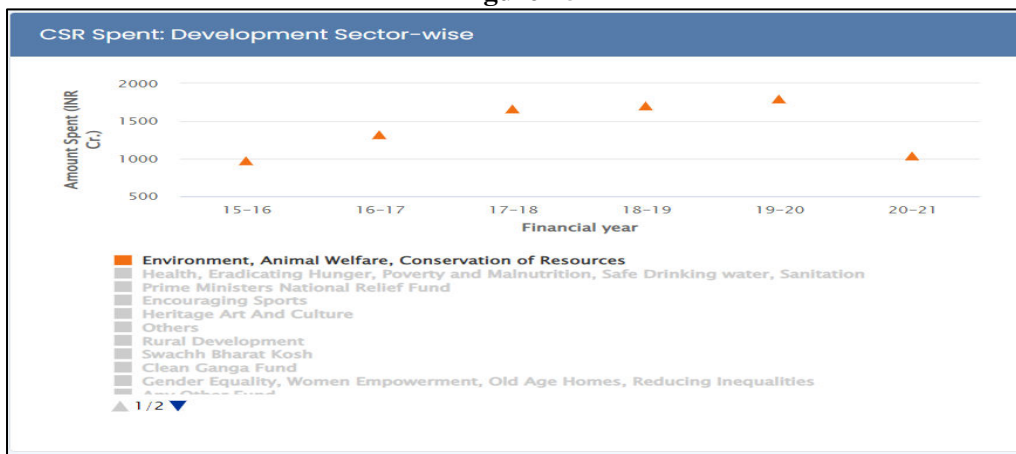 CSR Spent: Development Sector-wise
Amount Spent (INR
Cr.)
2000
1500
1000
500
15-16 16-17 17-18 18-19 19-20 20-21
Financial year
Environment, Animal Welfare, Conservation of Resources
Health, Eradicating Hunger, Poverty and Malnutrition, Safe Drinking water, Sanitation
Prime Ministers National Relief Fund
Encouraging Sports
Heritage Art And Culture
Others
Rural Development
Swachh Bharat Kosh
Clean Ganga Fund
Gender Equality, Women Empowerment, Old Age Homes, Reducing Inequalities
Any Other Fund
1/2